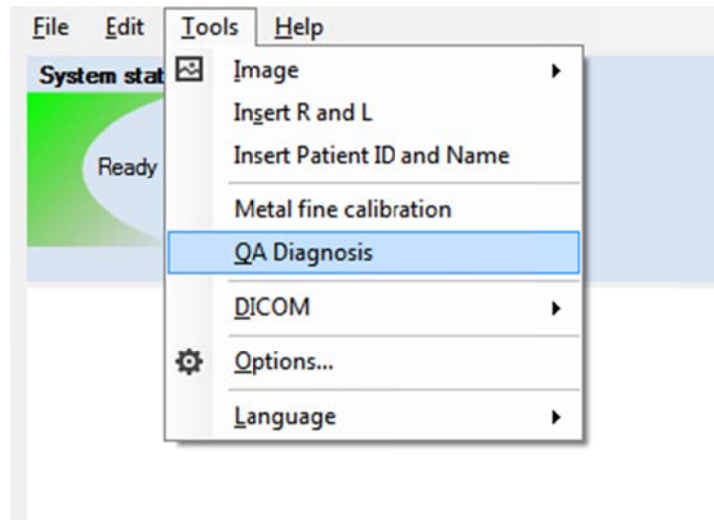 File Edit Tools Help
System stat
Ready
Image
Insert R and L
Insert Patient ID and Name
Metal fine calibration
QA Diagnosis
DICOM
Options...
Language